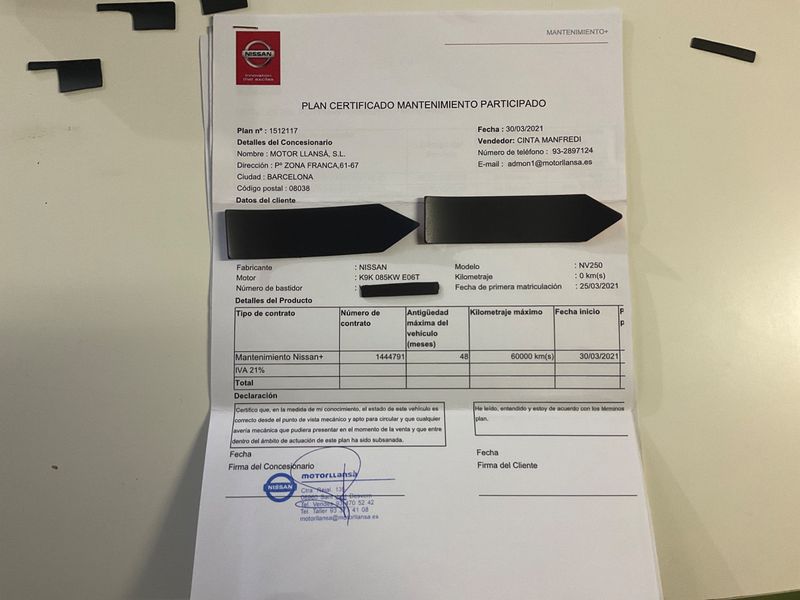 MANTENIMIENTO+
NISSAN
Innovation
that excites
PLAN CERTIFICADO MANTENIMIENTO PARTICIPADO
Plan nº : 1512117
Detalles del Concesionario
Nombre : MOTOR LLANSÀ, S.L.
Dirección : Pº ZONA FRANCA,61-67
Ciudad : BARCELONA
Código postal : 08038
Fecha : 30/03/2021
Vendedor: CINTA MANFREDI
Número de teléfono : 93-2897124
E-mail : admon1@motorllansa.es
Datos del cliente
Fabricante : NISSAN
Motor : K9K 085KW E06T
Número de bastidor :
Modelo : NV250
Kilometraje : 0 km(s)
Fecha de primera matriculación : 25/03/2021
Detalles del Producto
Tipo de contrato Número de contrato Antigüedad máxima del vehículo (meses) Kilometraje máximo Fecha inicio
Mantenimiento Nissan+ 1444791 48 60000 km(s) 30/03/2021
IVA 21%
Total
Declaración
Certifico que, en la medida de mi conocimiento, el estado de este vehículo es
correcto desde el punto de vista mecánico y apto para circular y que cualquier
avería mecánica que pudiera presentar en el momento de la venta y que entre
dentro del ámbito de actuación de este plan ha sido subsanada.
He leído, entendido y estoy de acuerdo con los términos
plan.
Fecha
Firma del Concesionario
Fecha
Firma del Cliente
NISSAN
motorllansà
Tel. Taller 93
motorllansa@motorllansa.es